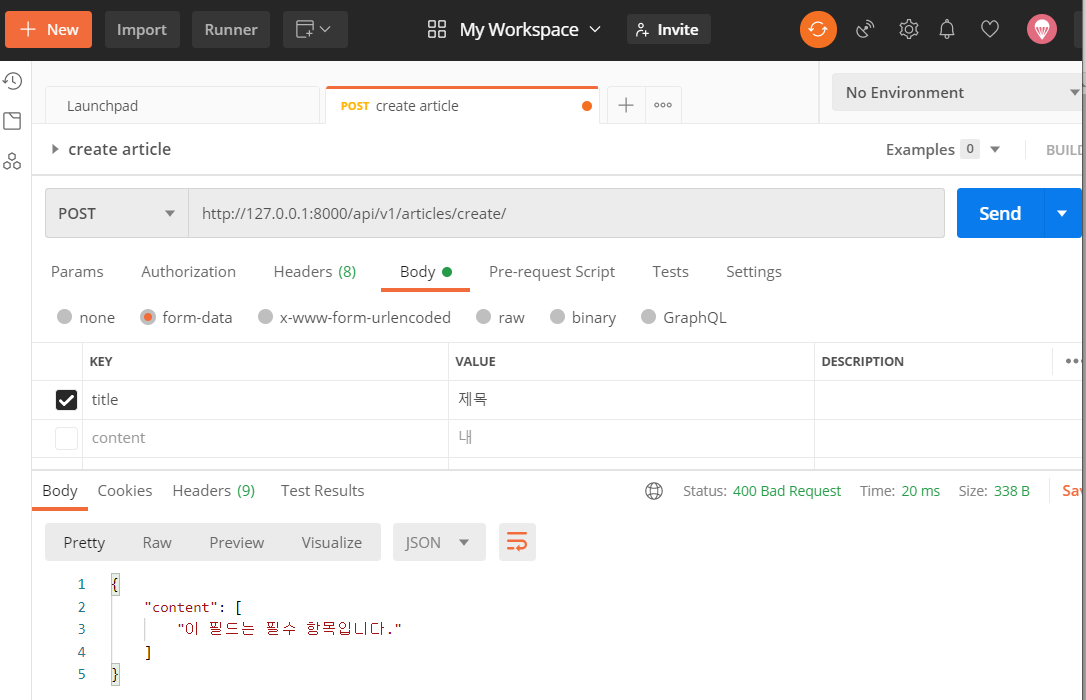 New Import Runner My Workspace Invite
Launchpad POST create article No Environment
create article Examples 0 BUILD
POST http://127.0.0.1:8000/api/v1/articles/create/ Send
Params Authorization Headers (8) Body Pre-request Script Tests Settings
none form-data x-www-form-urlencoded raw binary GraphQL
KEY VALUE DESCRIPTION
title 제목
content 내
Body Cookies Headers (9) Test Results Status: 400 Bad Request Time: 20 ms Size: 338 B Sav
Pretty Raw Preview Visualize JSON
1 {
2 "content": [
3 "이 필드는 필수 항목입니다."
4 ]
5 }